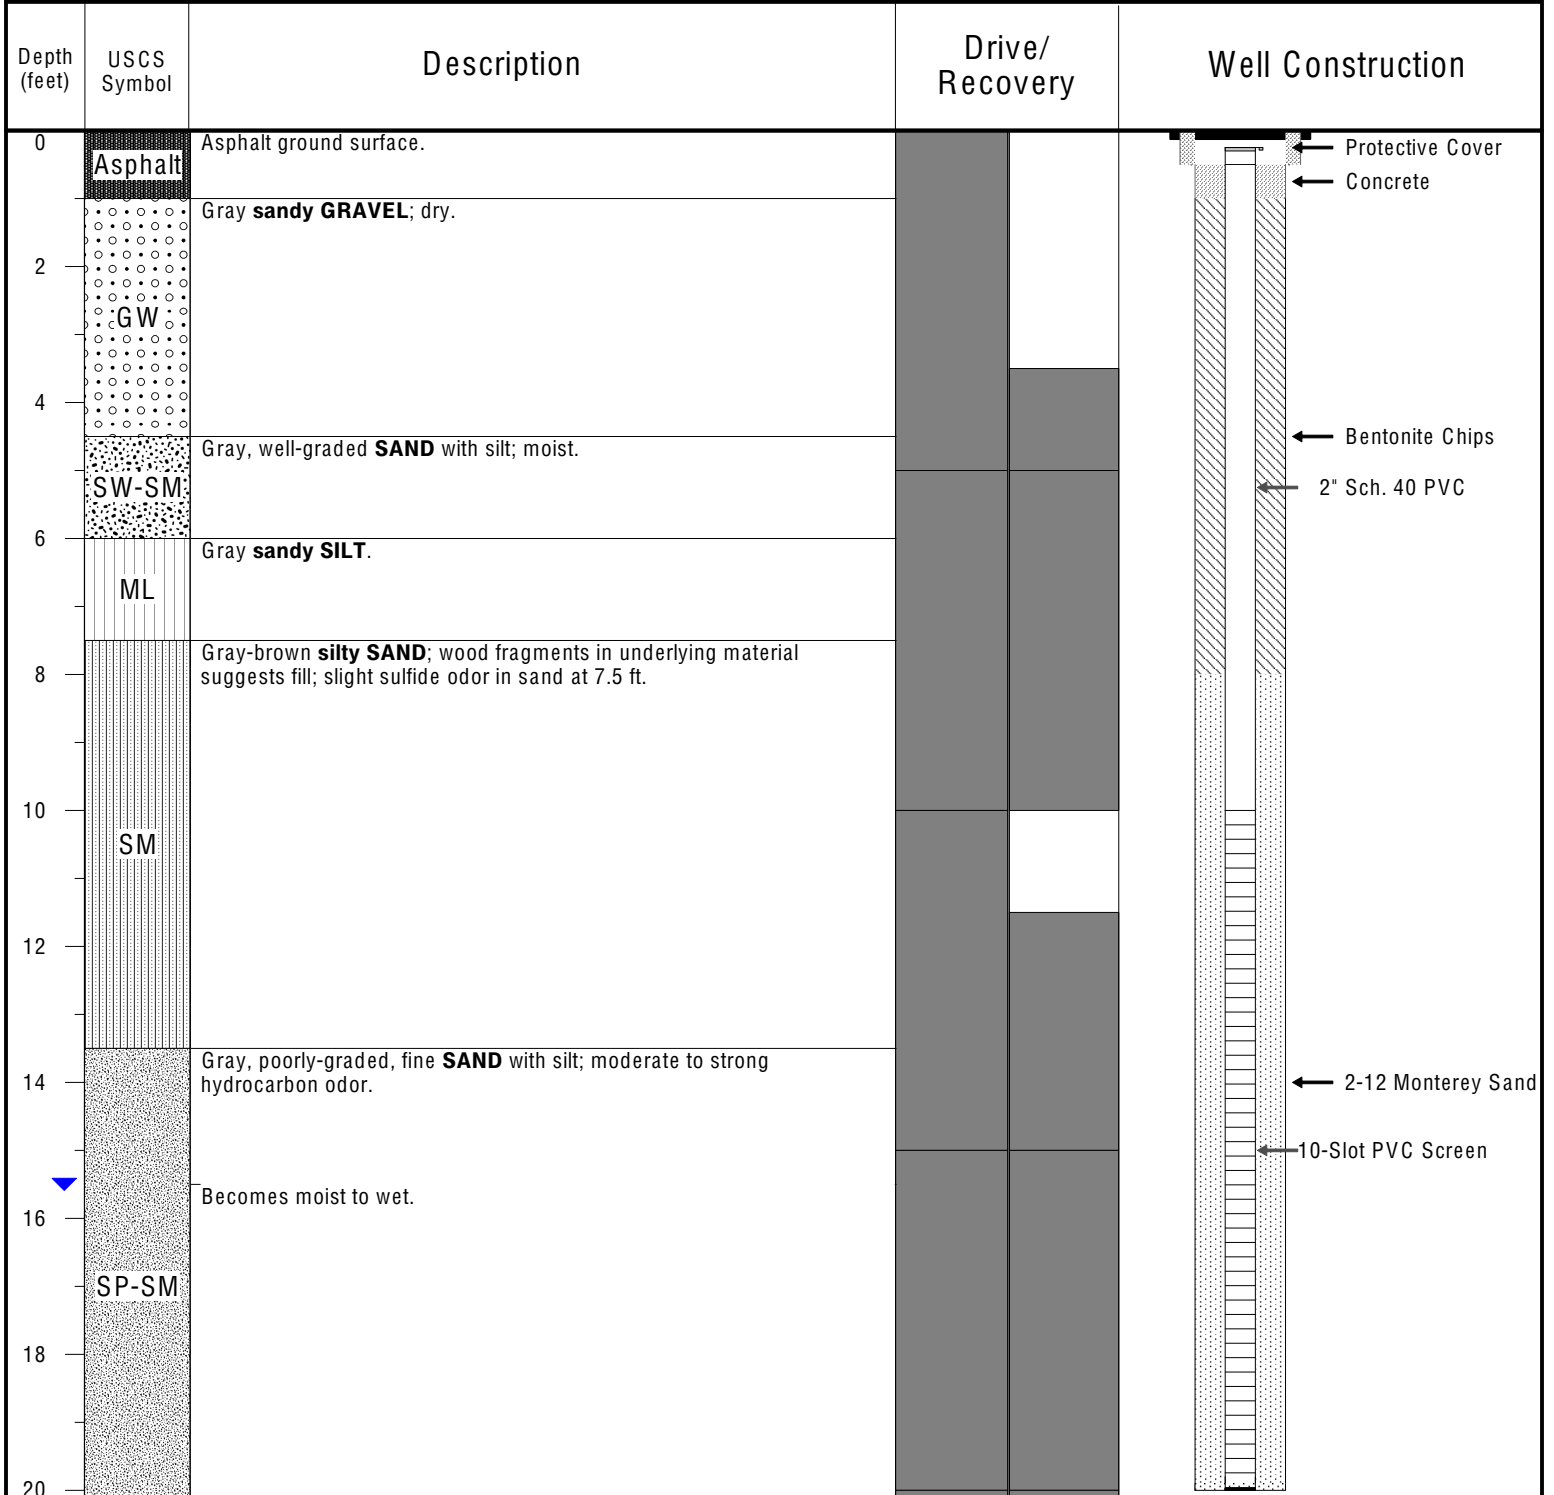 Depth
(feet)
USCS
Symbol
Description
Drive/
Recovery
Well Construction
0
Asphalt
Asphalt ground surface.
Protective Cover
Concrete
Gray sandy GRAVEL; dry.
2
GW
4
Bentonite Chips
Gray, well-graded SAND with silt; moist.
SW-SM
2" Sch. 40 PVC
6
Gray sandy SILT.
ML
Gray-brown silty SAND; wood fragments in underlying material
suggests fill; slight sulfide odor in sand at 7.5 ft.
8
10
SM
12
Gray, poorly-graded, fine SAND with silt; moderate to strong
hydrocarbon odor.
14
2-12 Monterey Sand
10-Slot PVC Screen
Becomes moist to wet.
16
SP-SM
18
20